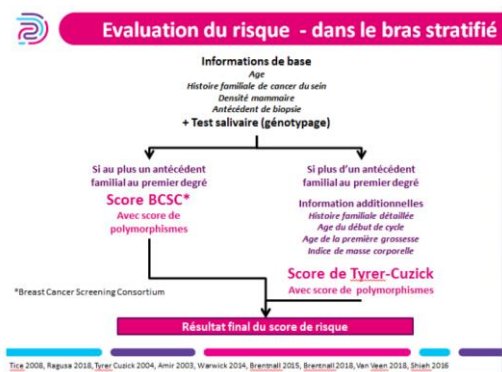 Evaluation du risque - dans le bras stratifié
Informations de base
Age
Histoire familiale de cancer du sein
Densité mammaire
Antécédent de biopsie
+ Test salivaire (génotypage)
Si au plus un antécédent
familial au premier degré
Score BCSC*
Avec score de
polymorphismes
Si plus d'un antécédent
familial au premier degré
Information additionnelles
Histoire familiale détaillée
Age du début de cycle
Age de la première grossesse
Indice de masse corporelle
Score de Tyrer-Cuzick
Avec score de polymorphismes
*Breast Cancer Screening Consortium
Résultat final du score de risque
Tice 2008, Ragusa 2018, Tyrer Cuzick 2004, Amir 2003, Warwick 2014, Brentnall 2015, Brentnall 2018, Van Veen 2018, Shieh 2016